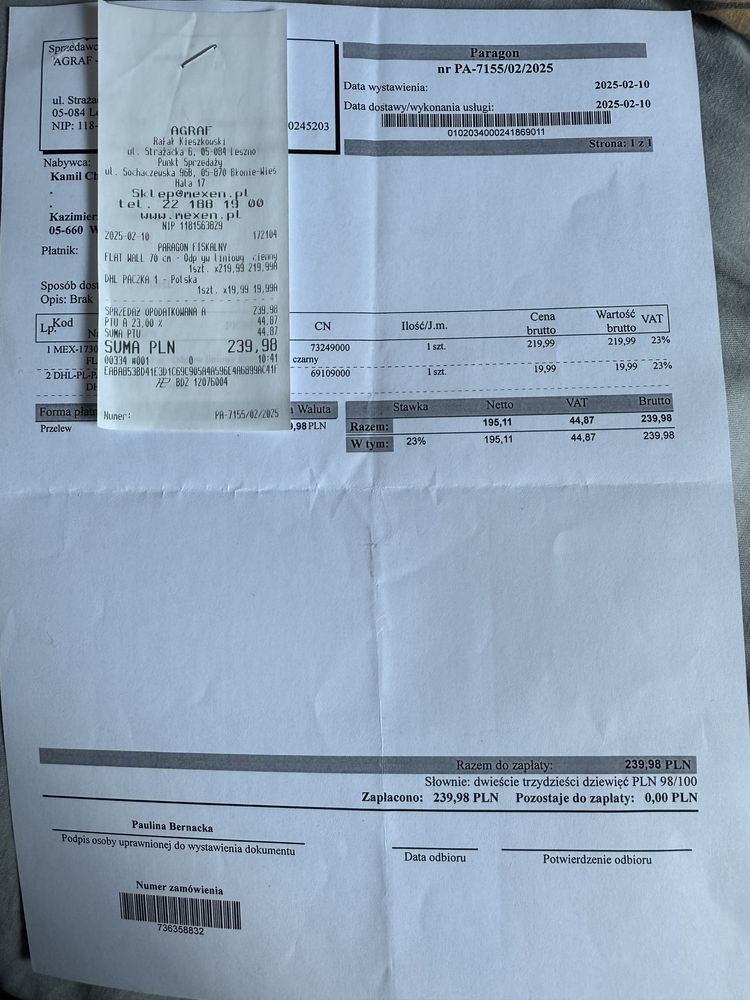 Sprzedawc
AGRAF -
ul. Straża
05-084 Le
NIP: 118-
0245203
Paragon
nr PA-7155/02/2025
Data wystawienia: 2025-02-10
Data dostawy/wykonania usługi: 2025-02-10
0102034000241869011
Strona: 1 z 1
Nabywca:
Kamil Ch
.
.
Kazimier
05-660 W
Płatnik:
Sposób dost
Opis: Brak
AGRAF
Rafał Kieszkowski
ul. Strażacka 6, 05-084 Leszno
Punkt Sprzedaży
ul. Sochaczewska 96B, 05-870 Błonie-Wieś
Hala 17
Sklep@mexen.pl
tel. 22 188 19 00
www.mexen.pl
NIP 1181563829
2025-02-10 172104
PARAGON FISKALNY
FLAT WALL 70 cm - Odp yw liniowy czarny
1szt. x219,99 219,99A
DHL PACZKA 1 - Polska
1szt. x19,99 19,99A
SPRZEDAŻ OPODATKOWANA A 239,98
PTU A 23,00 % 44,87
SUMA PTU 44,87
SUMA PLN 239,98
00334 #001 0 10:41
BDZ 12076004
Numer: PA-7155/02/2025
Lp. Kod CN Ilość/J.m. Cena brutto Wartość brutto VAT
1 MEX-1730 73249000 1 szt. 219,99 219,99 23%
FL czarny
2 DHL-PL-P 69109000 1 szt. 19,99 19,99 23%
DH
Forma płatn Waluta
Przelew ,98 PLN
Stawka Netto VAT Brutto
Razem: 195,11 44,87 239,98
W tym: 23% 195,11 44,87 239,98
Razem do zapłaty: 239,98 PLN
Słownie: dwieście trzydzieści dziewięć PLN 98/100
Zapłacono: 239,98 PLN Pozostaje do zapłaty: 0,00 PLN
Paulina Bernacka
Podpis osoby uprawnionej do wystawienia dokumentu
Data odbioru
Potwierdzenie odbioru
Numer zamówienia
736358832